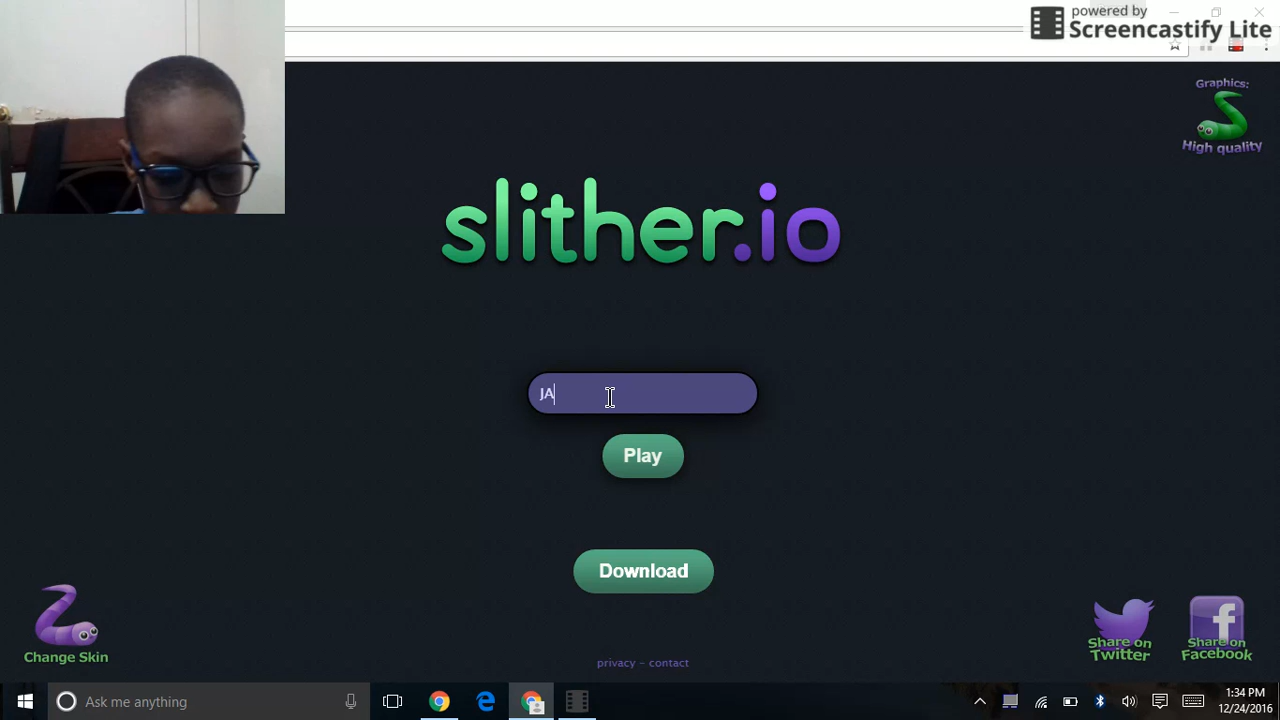 powered by
Screencastify Lite
Graphics:
High quality
slither.io
JA
Play
Download
Change Skin
Share on
Twitter
Share on
Facebook
privacy - contact
Ask me anything
1:34 PM
12/24/2016